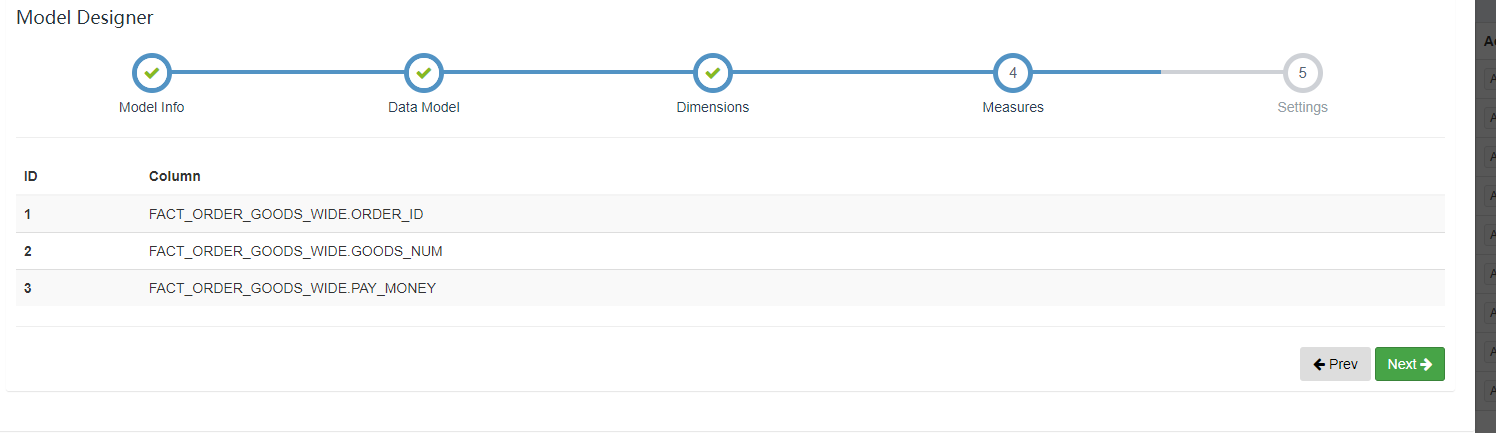 Model Designer
4
5
Model Info
Data Model
Dimensions
Measures
Settings
ID Column
1 FACT_ORDER_GOODS_WIDE.ORDER_ID
2 FACT_ORDER_GOODS_WIDE.GOODS_NUM
3 FACT_ORDER_GOODS_WIDE.PAY_MONEY
Prev
Next